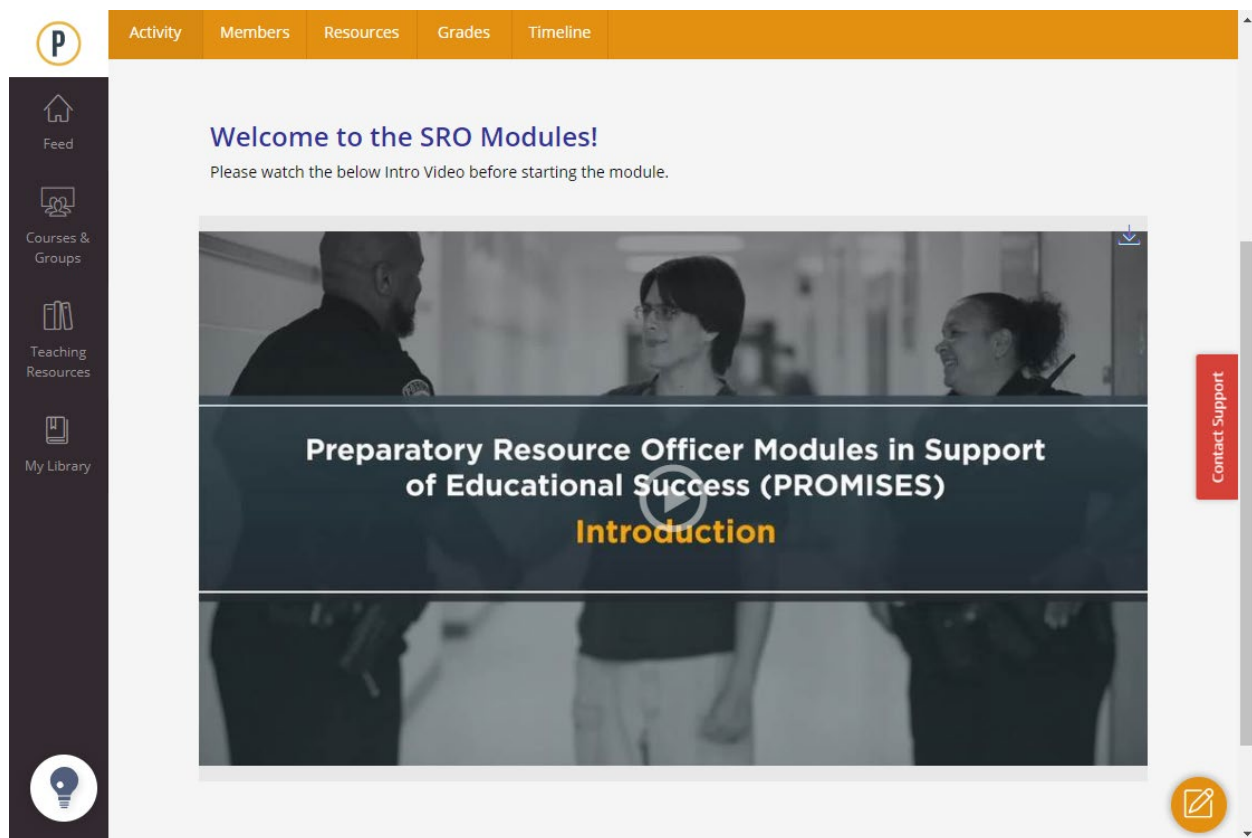 P
Activity
Members
Resources
Grades
Timeline
Feed
Courses &
Groups
Teaching
Resources
My Library
Welcome to the SRO Modules!
Please watch the below Intro Video before starting the module.
Preparatory Resource Officer Modules in Support
of Educational Success (PROMISES)
Introduction
Contact Support